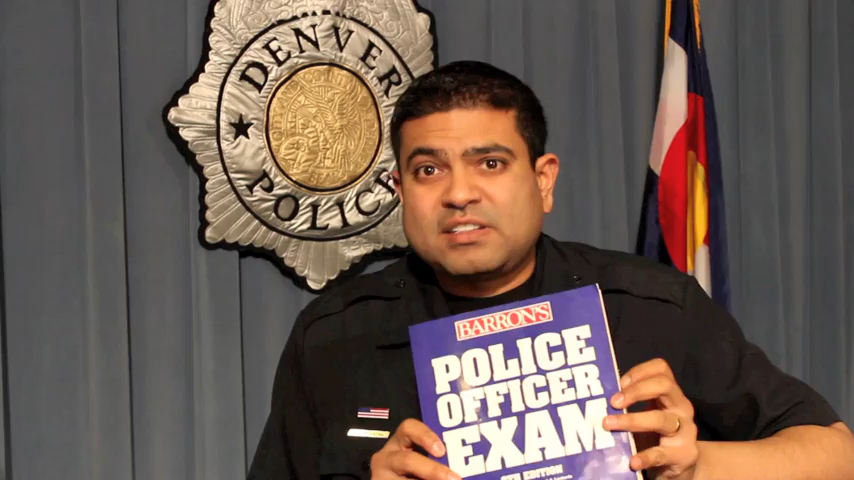 DENVER
POLICE
BARRON'S
POLICE
OFFICER
EXAM